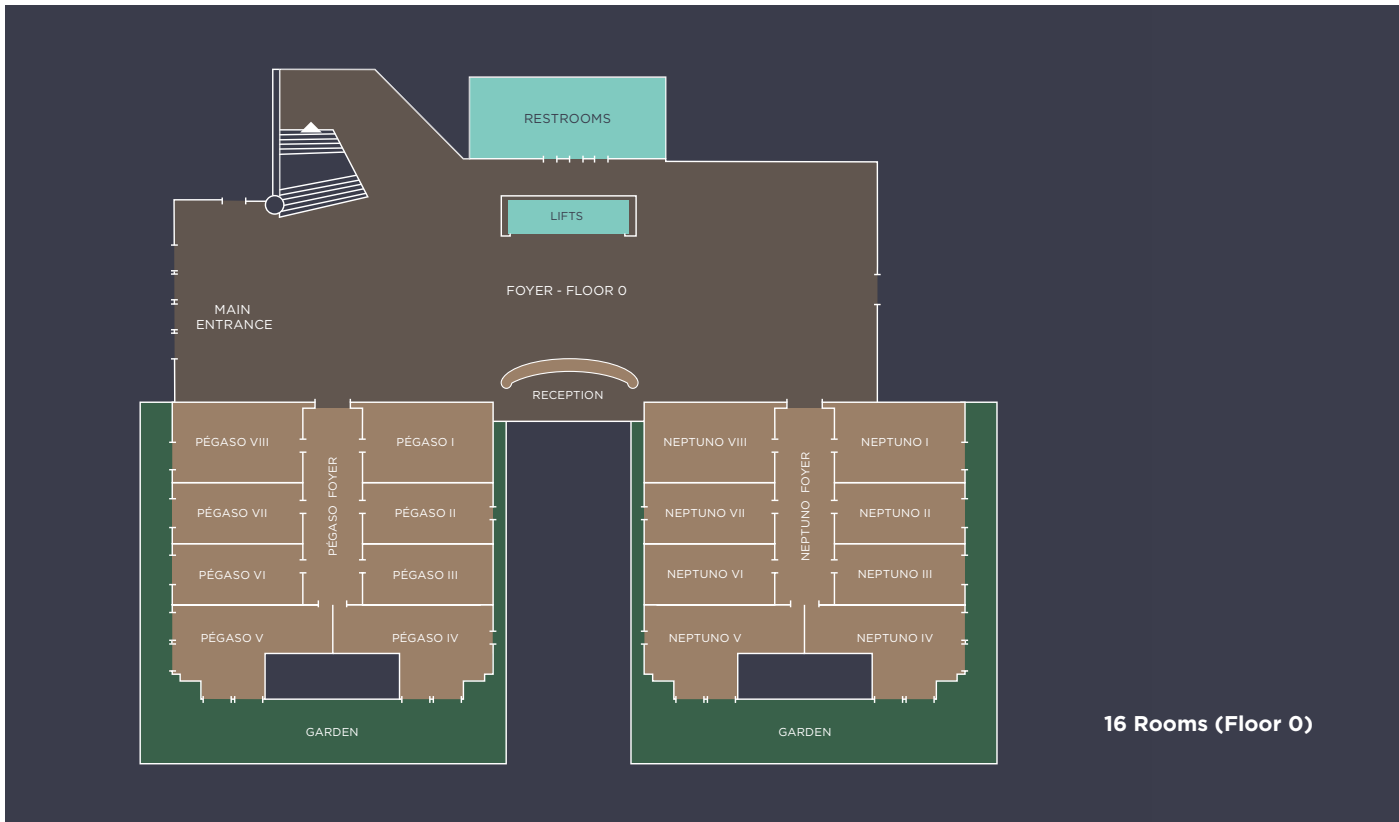 RESTROOMS
LIFTS
FOYER - FLOOR 0
MAIN
ENTRANCE
RECEPTION
PÉGASO VIII
PÉGASO I
PÉGASO VII
PÉGASO II
PÉGASO VI
PÉGASO III
PÉGASO V
PÉGASO IV
PÉGASO FOYER
GARDEN
NEPTUNO VIII
NEPTUNO I
NEPTUNO VII
NEPTUNO II
NEPTUNO VI
NEPTUNO III
NEPTUNO V
NEPTUNO IV
NEPTUNO FOYER
GARDEN
16 Rooms (Floor 0)